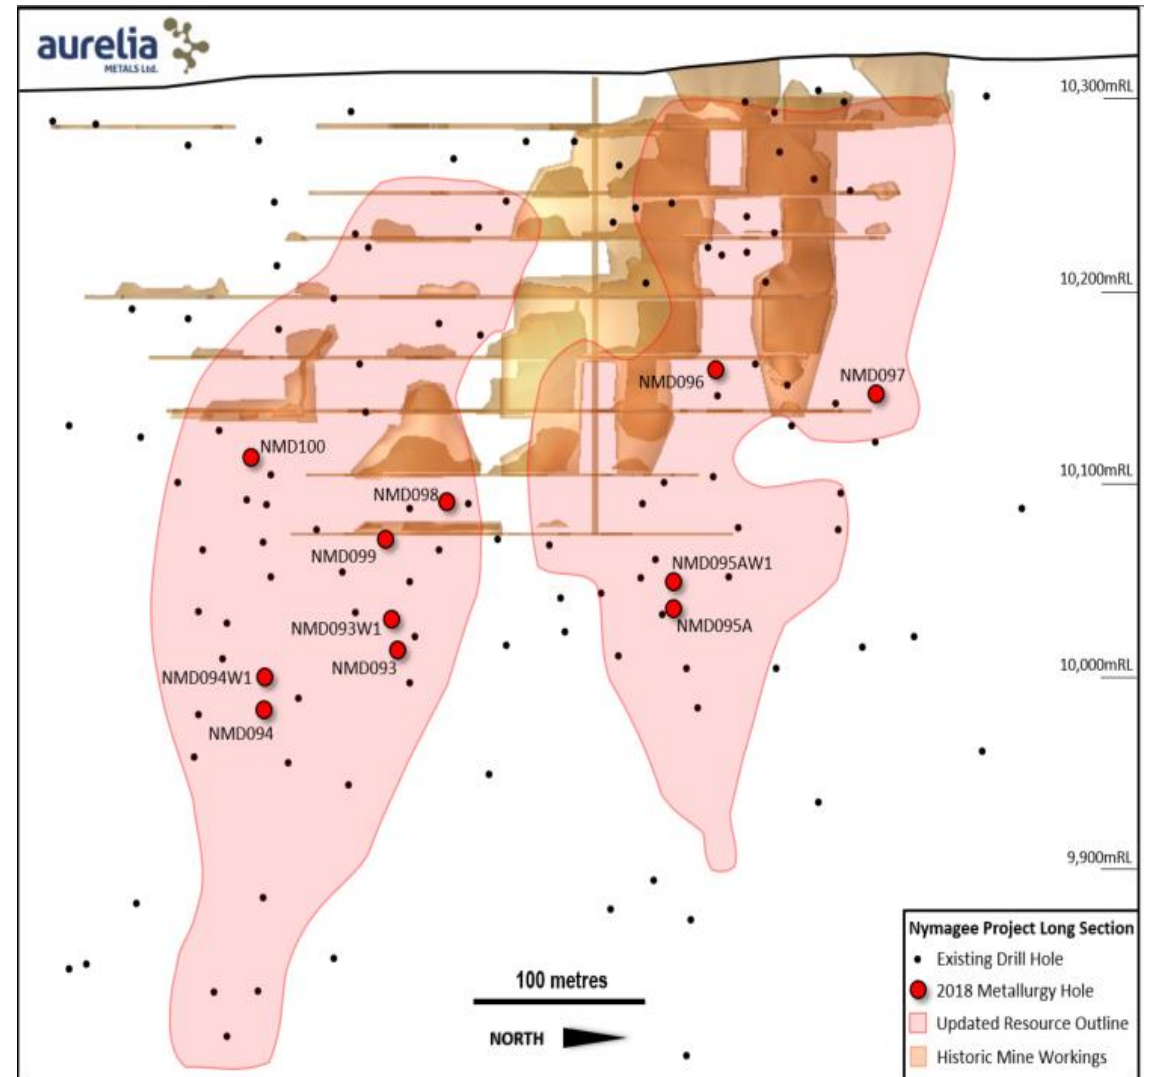 aurelia
METALS Ltd.
10,300mRL
10,200mRL
NMD096
NMD097
NMD100
10,100mRL
NMD098
NMD099
NMD095AW1
NMD095A
NMD093W1
NMD093
NMD094W1
10,000mRL
NMD094
9,900mRL
100 metres
NORTH
Nymagee Project Long Section
Existing Drill Hole
2018 Metallurgy Hole
Updated Resource Outline
Historic Mine Workings